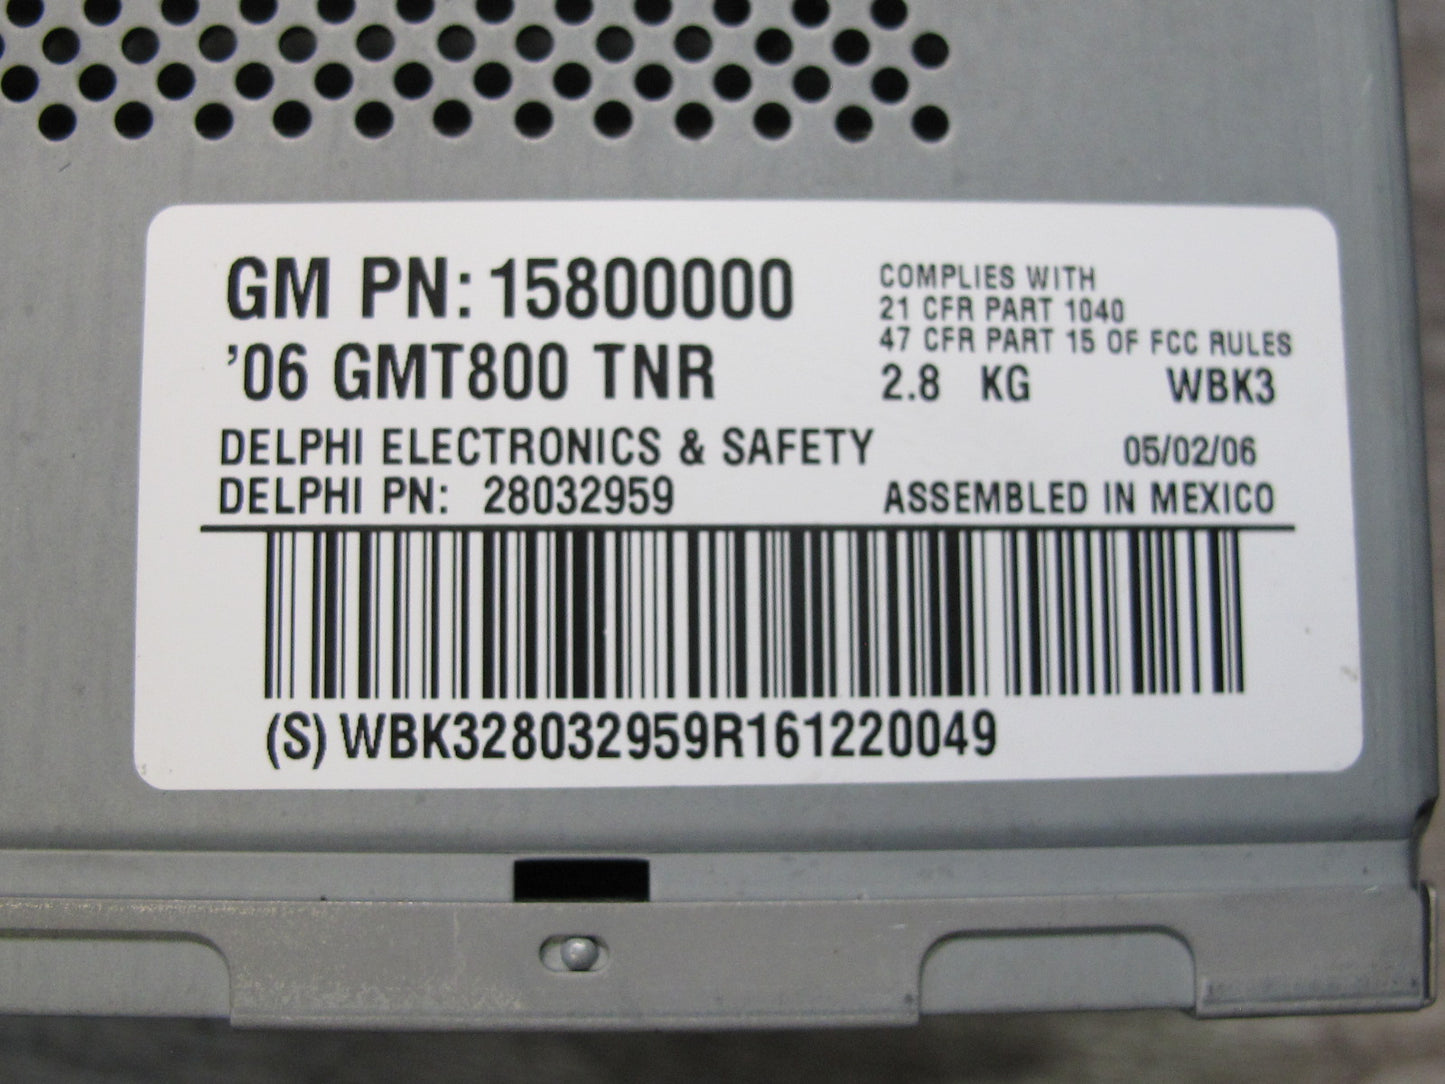 GM PN: 15800000
'06 GMT800 TNR
COMPLIES WITH
21 CFR PART 1040
47 CFR PART 15 OF FCC RULES
2.8 KG WBK3
DELPHI ELECTRONICS & SAFETY 05/02/06
DELPHI PN: 28032959 ASSEMBLED IN MEXICO
(S) WBK328032959R161220049